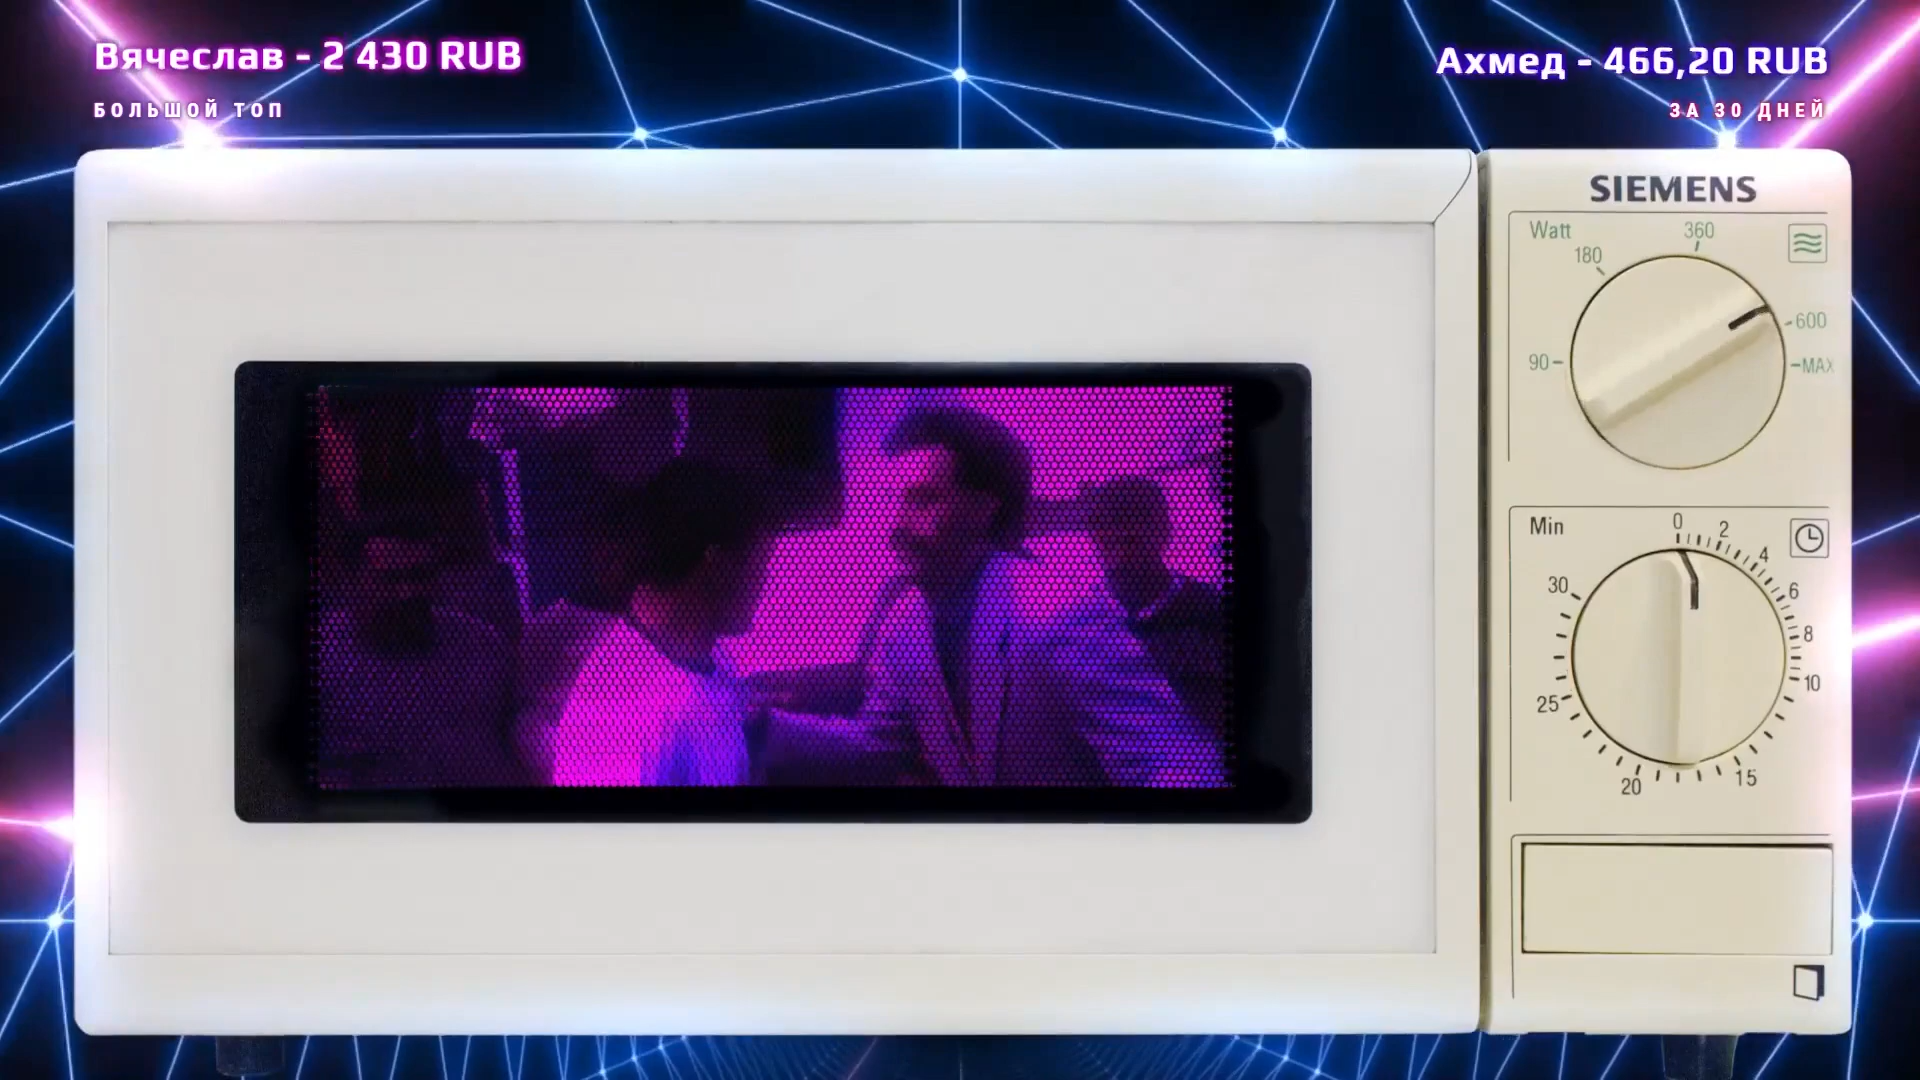 Вячеслав - 2 430 RUB
БОЛЬШОЙ ТОП
Ахмед - 466,20 RUB
ЗА 30 ДНЕЙ
SIEMENS
Watt
360
180
600
90
MAX
Min
0
2
4
30
6
8
10
25
15
20